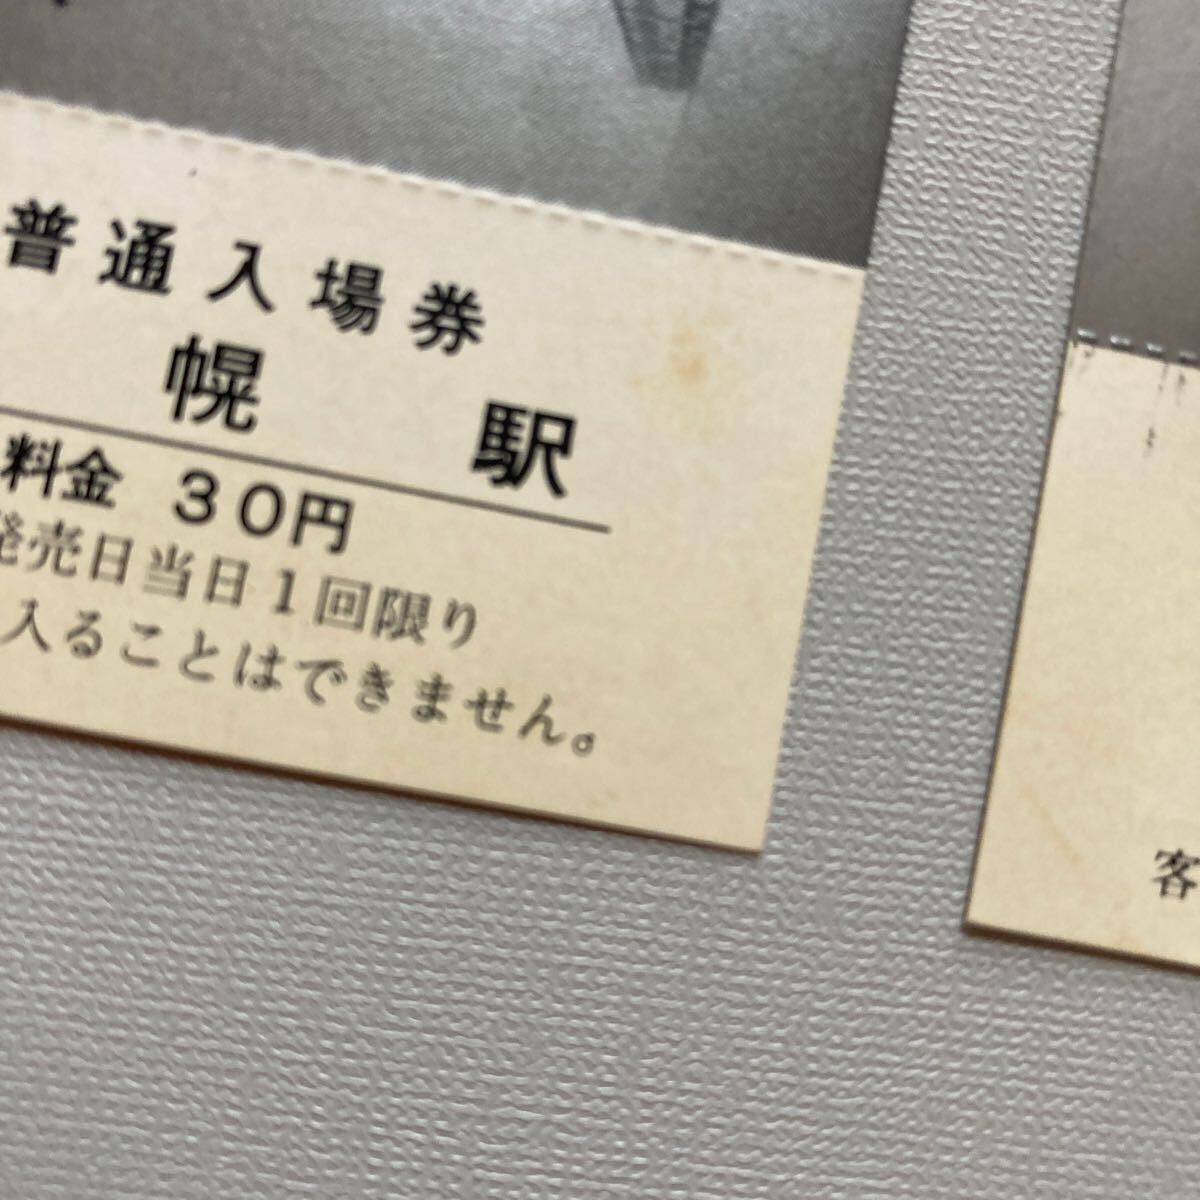 普通入場券
幌駅
料金 30円
発売日当日1回限り
入ることはできません。
客